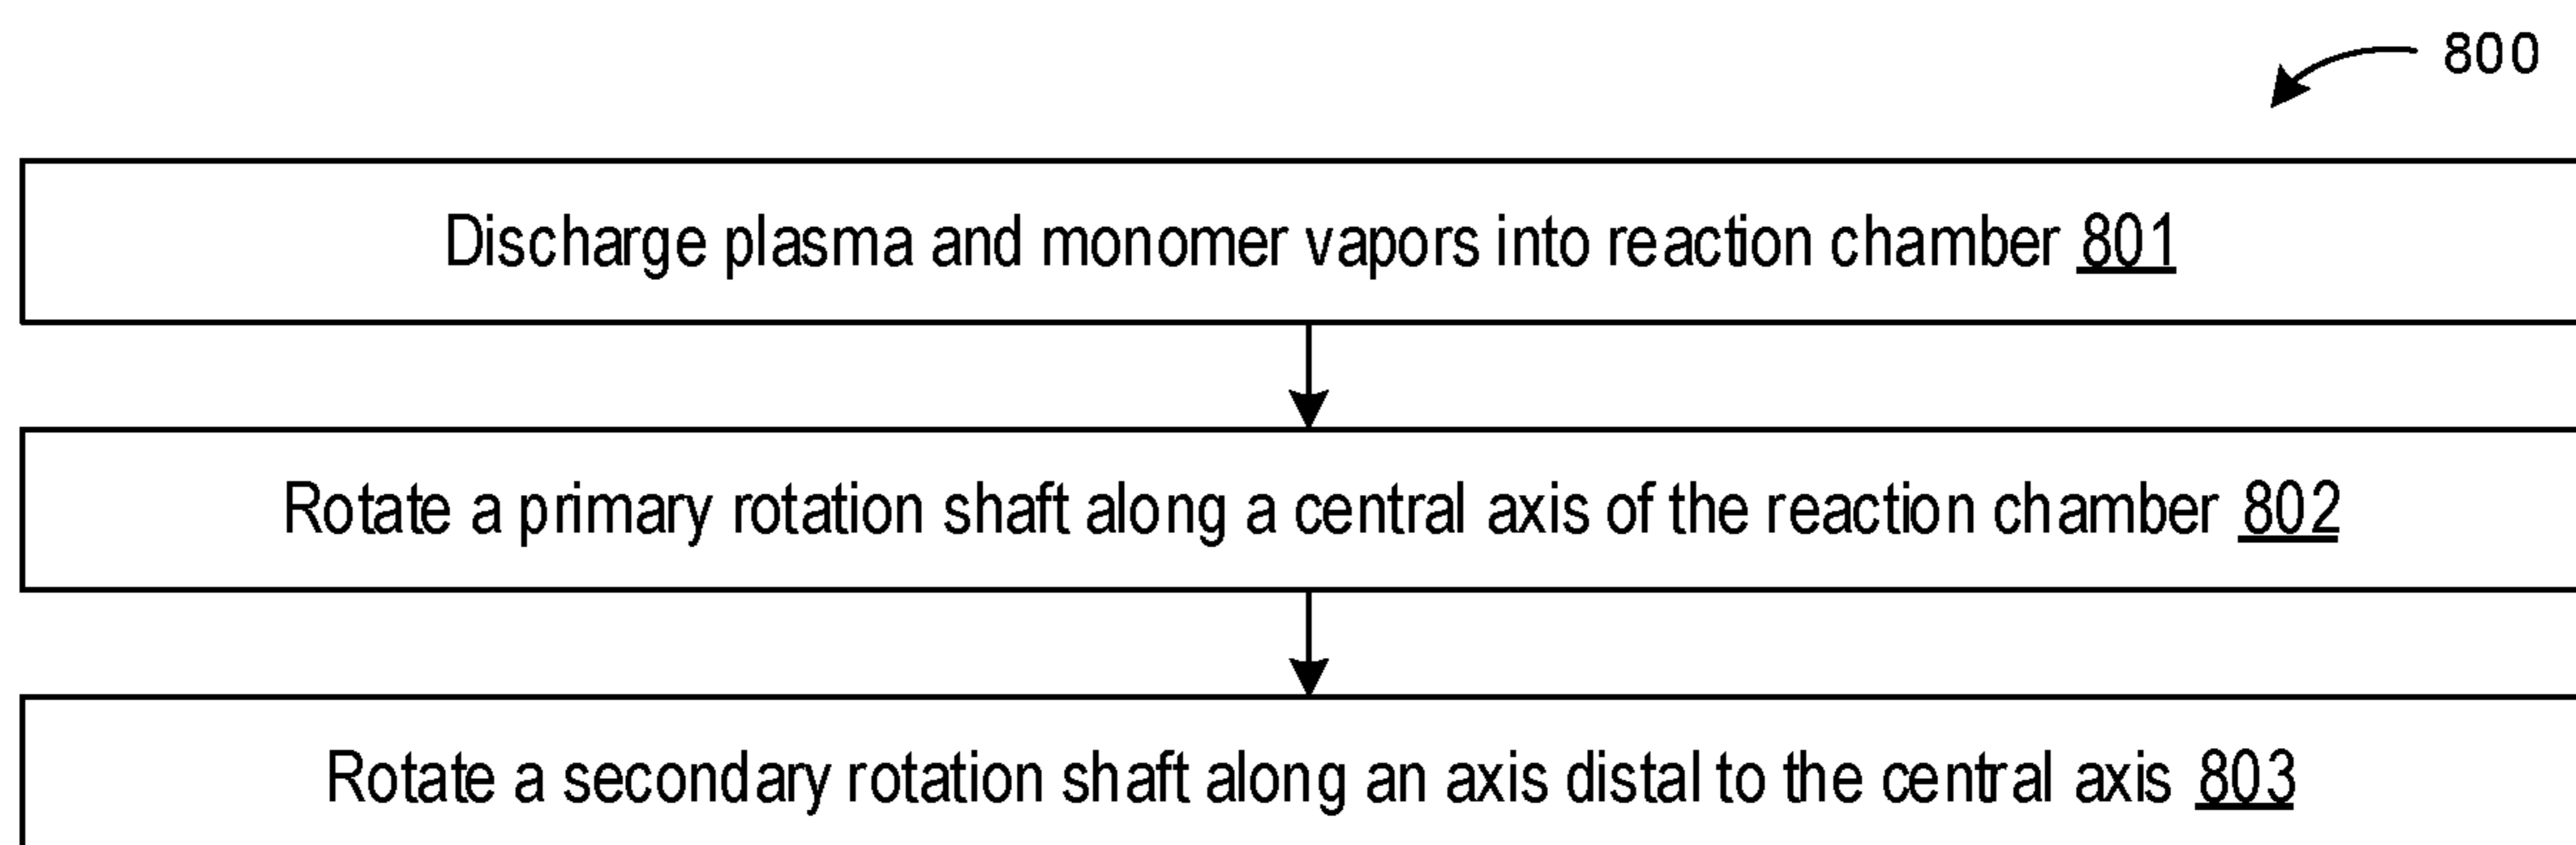 800
Discharge plasma and monomer vapors into reaction chamber 801
Rotate a primary rotation shaft along a central axis of the reaction chamber 802
Rotate a secondary rotation shaft along an axis distal to the central axis 803